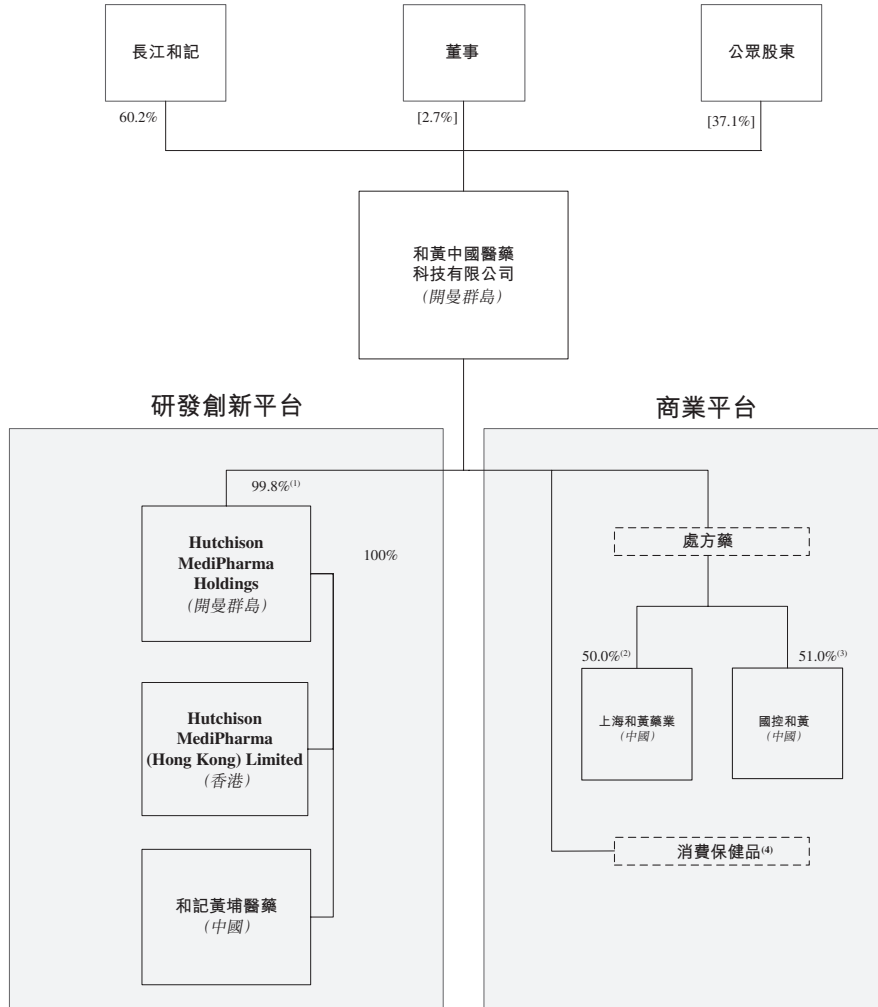 長江和記
董事
公眾股東
60.2%
[2.7%]
[37.1%]
和黃中國醫藥
科技有限公司
(開曼群島)
研發創新平台
商業平台
99.8%(1)
Hutchison
MediPharma
Holdings
(開曼群島)
100%
處方藥
50.0%(2)
51.0%(3)
上海和黃藥業
(中國)
國控和黃
(中國)
Hutchison
MediPharma
(Hong Kong) Limited
(香港)
消費保健品(4)
和記黃埔醫藥
(中國)